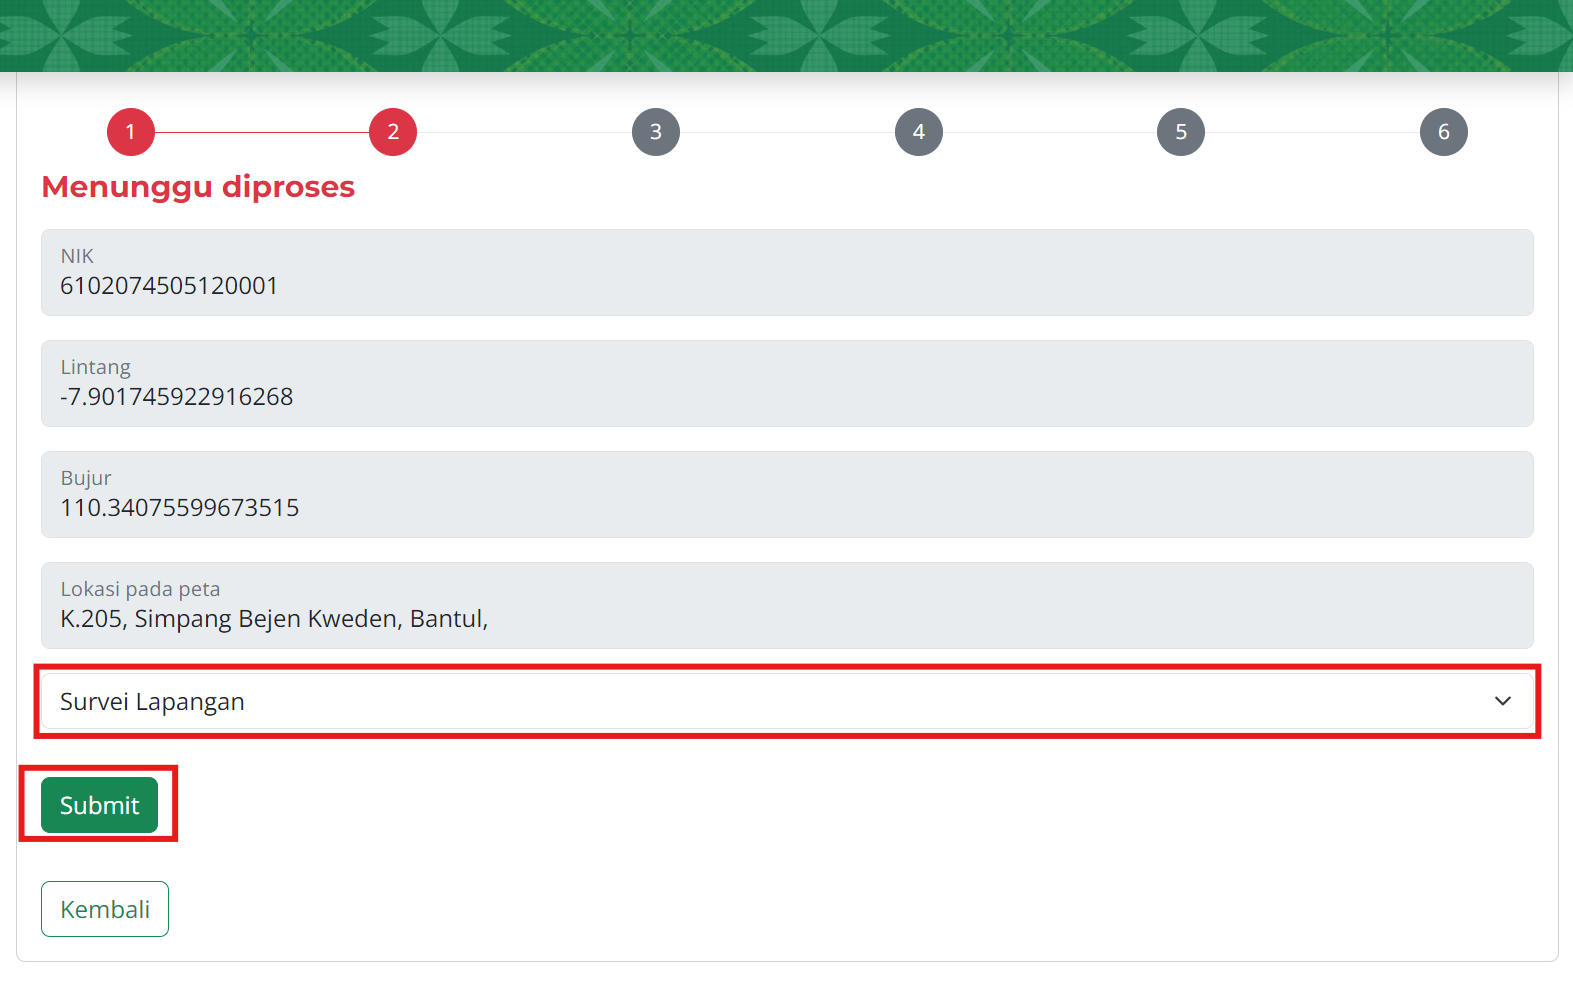 1 2 3 4 5 6
Menunggu diproses
NIK
6102074505120001
Lintang
-7.901745922916268
Bujur
110.34075599673515
Lokasi pada peta
K.205, Simpang Bejen Kweden, Bantul,
Survei Lapangan
Submit
Kembali